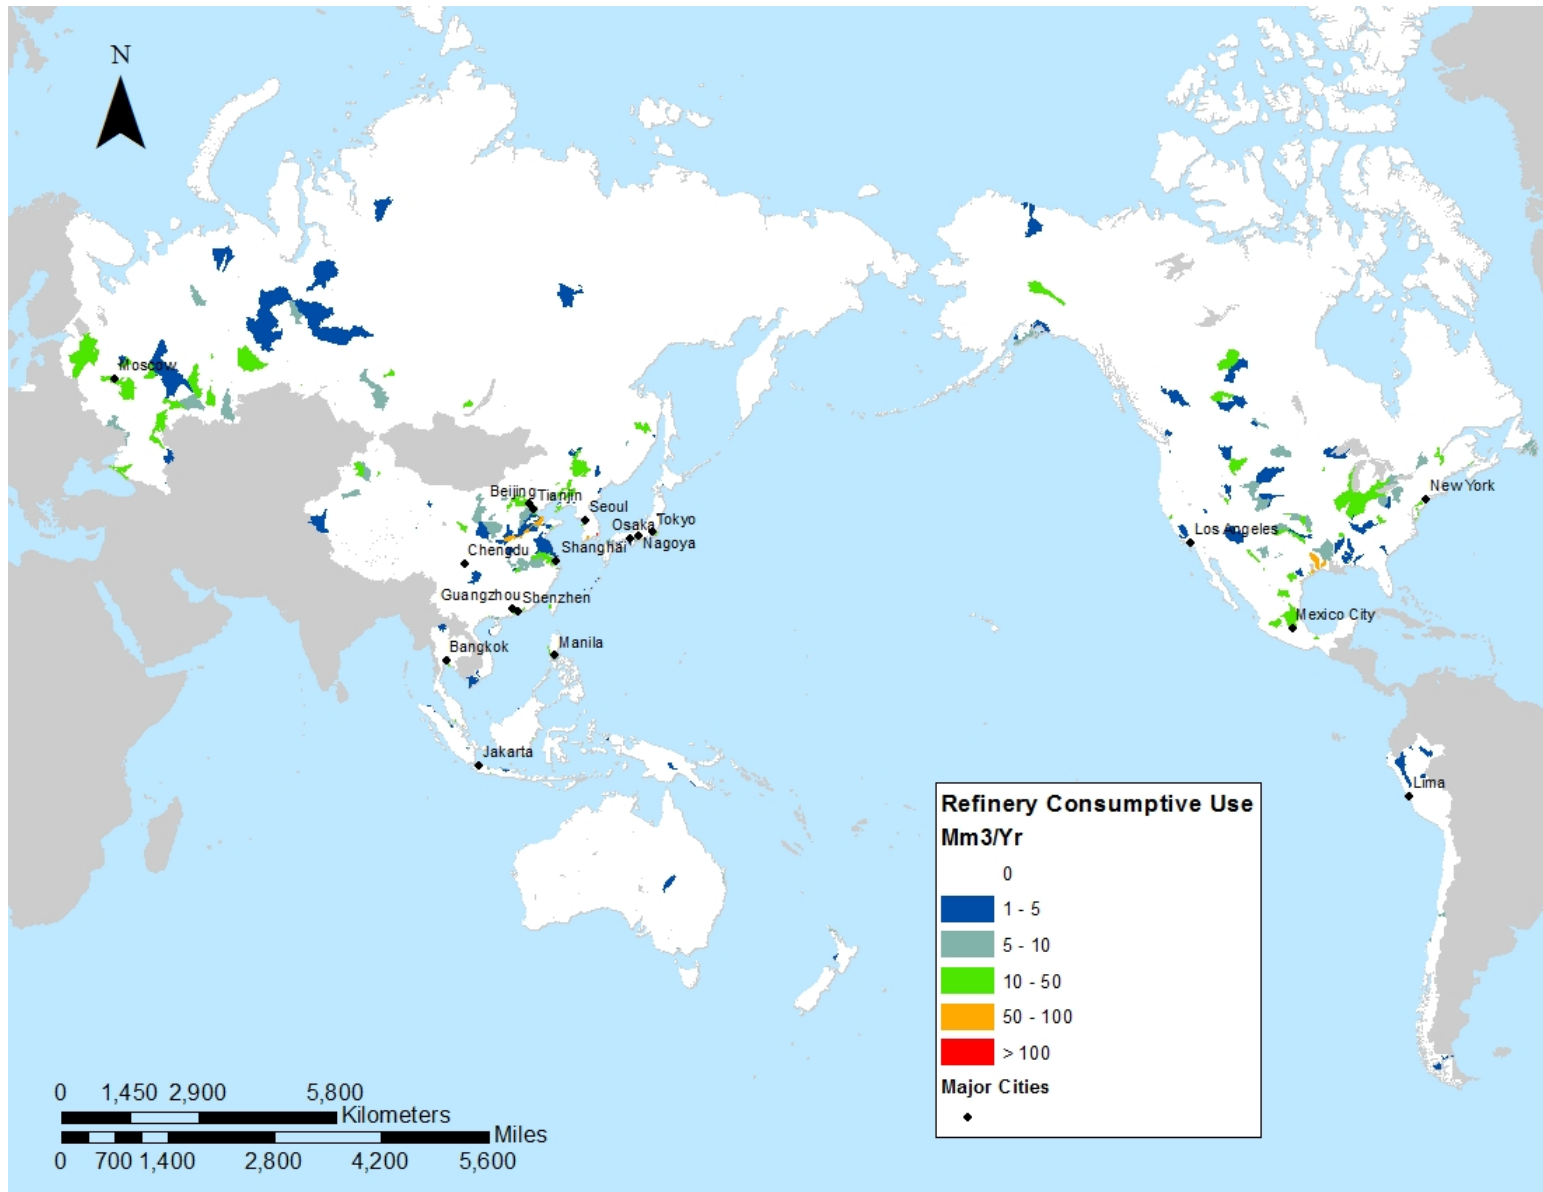 N
Moscow
Beijing
Tianjin
Seoul
Osaka
Tokyo
Nagoya
Chengdu
Shanghai
Guangzhou
Shenzhen
Bangkok
Manila
Jakarta
New York
Los Angeles
Mexico City
Lima
Refinery Consumptive Use
Mm3/Yr
0
1 - 5
5 - 10
10 - 50
50 - 100
> 100
Major Cities
0 1,450 2,900 5,800
Kilometers
Miles
0 700 1,400 2,800 4,200 5,600